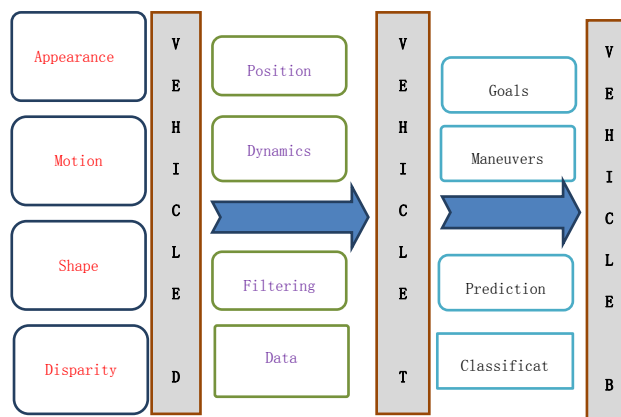 Appearance
Motion
Shape
Disparity
V
E
H
I
C
L
E
D
Position
Dynamics
Filtering
Data
V
E
H
I
C
L
E
T
Goals
Maneuvers
Prediction
Classificat
V
E
H
I
C
L
E
B